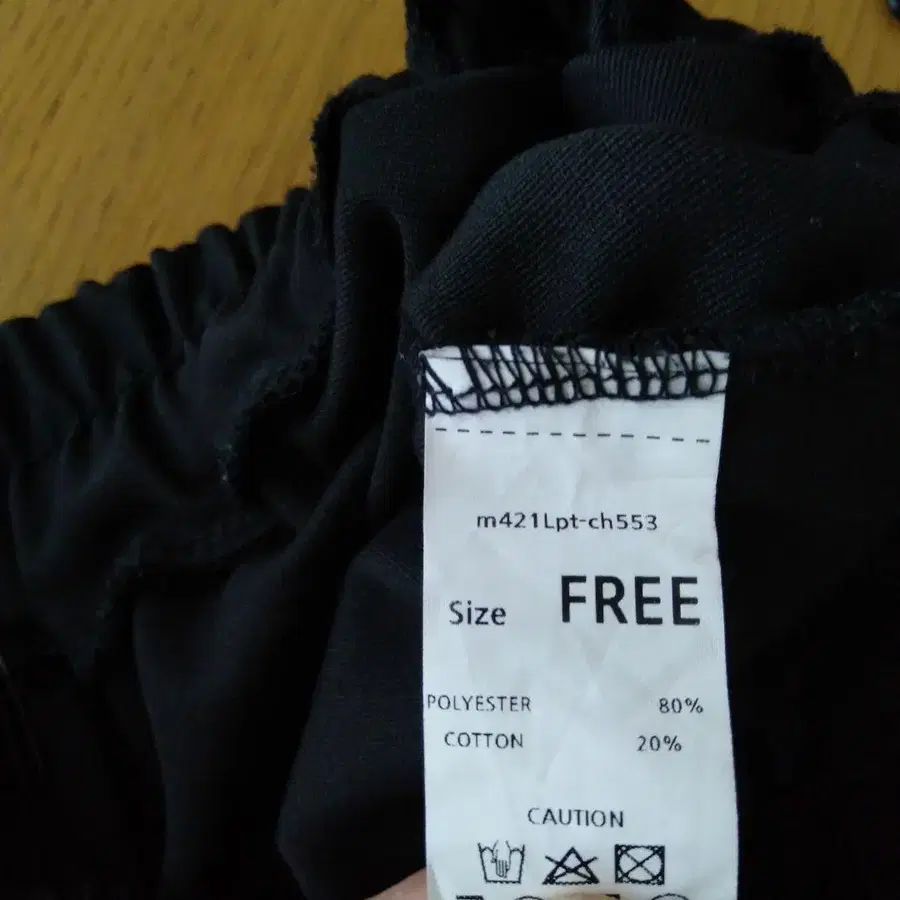 m421Lpt-ch553
Size FREE
POLYESTER 80%
COTTON 20%
CAUTION